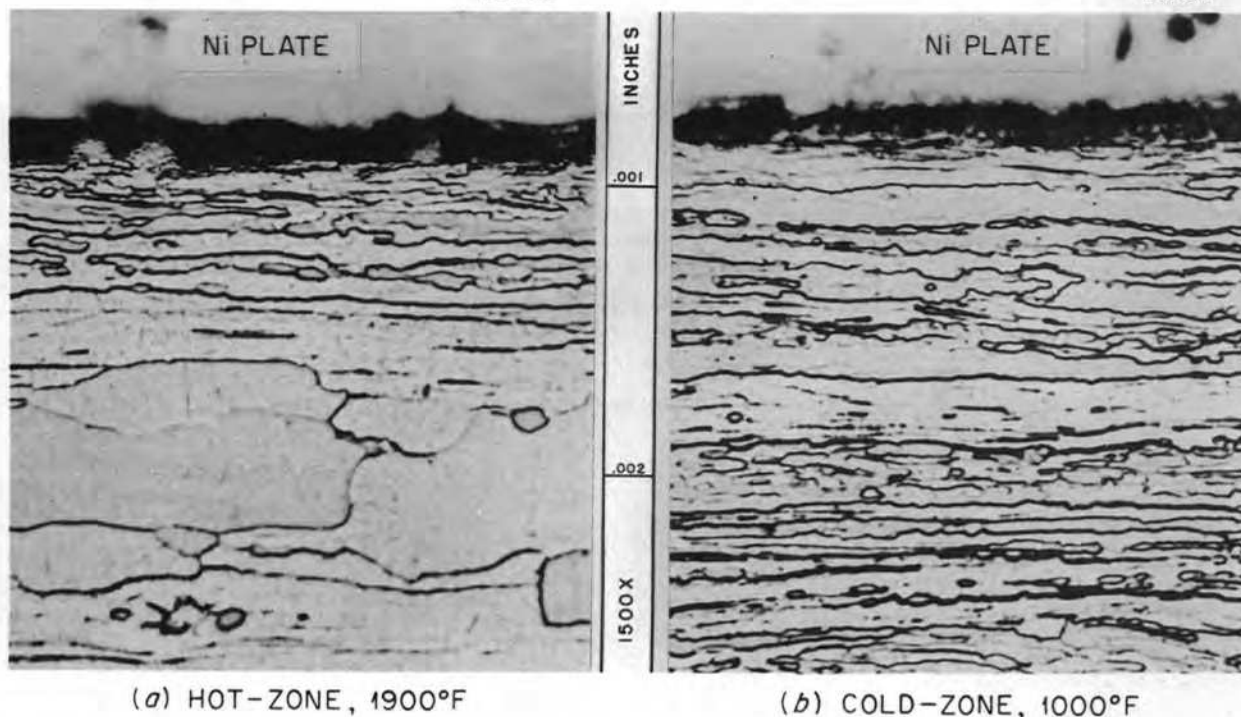 Ni PLATE
INCHES
.001
.002
1500X
Ni PLATE
(a) HOT-ZONE, 1900°F
(b) COLD-ZONE, 1000°F